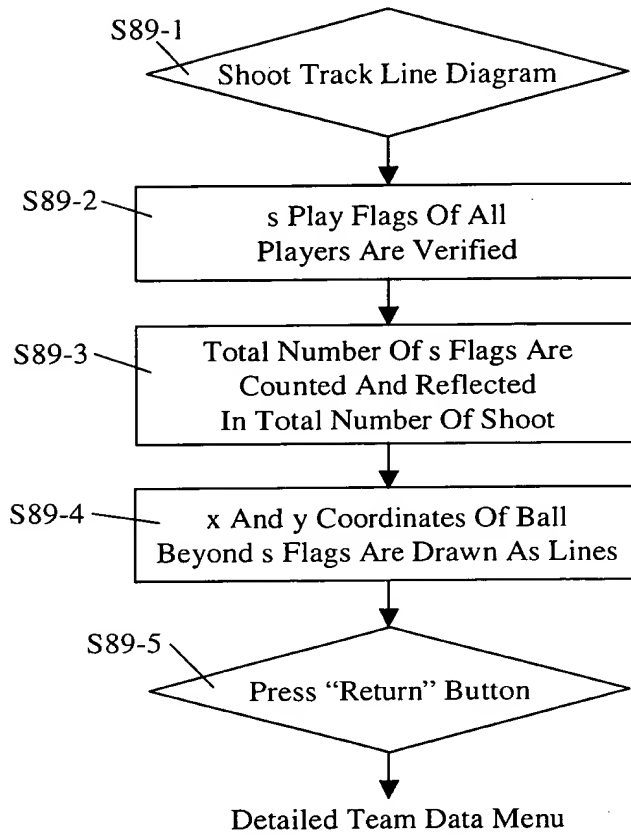 S89-1
Shoot Track Line Diagram
S89-2
s Play Flags Of All
Players Are Verified
S89-3
Total Number Of s Flags Are
Counted And Reflected
In Total Number Of Shoot
S89-4
x And y Coordinates Of Ball
Beyond s Flags Are Drawn As Lines
S89-5
Press “Return” Button
Detailed Team Data Menu